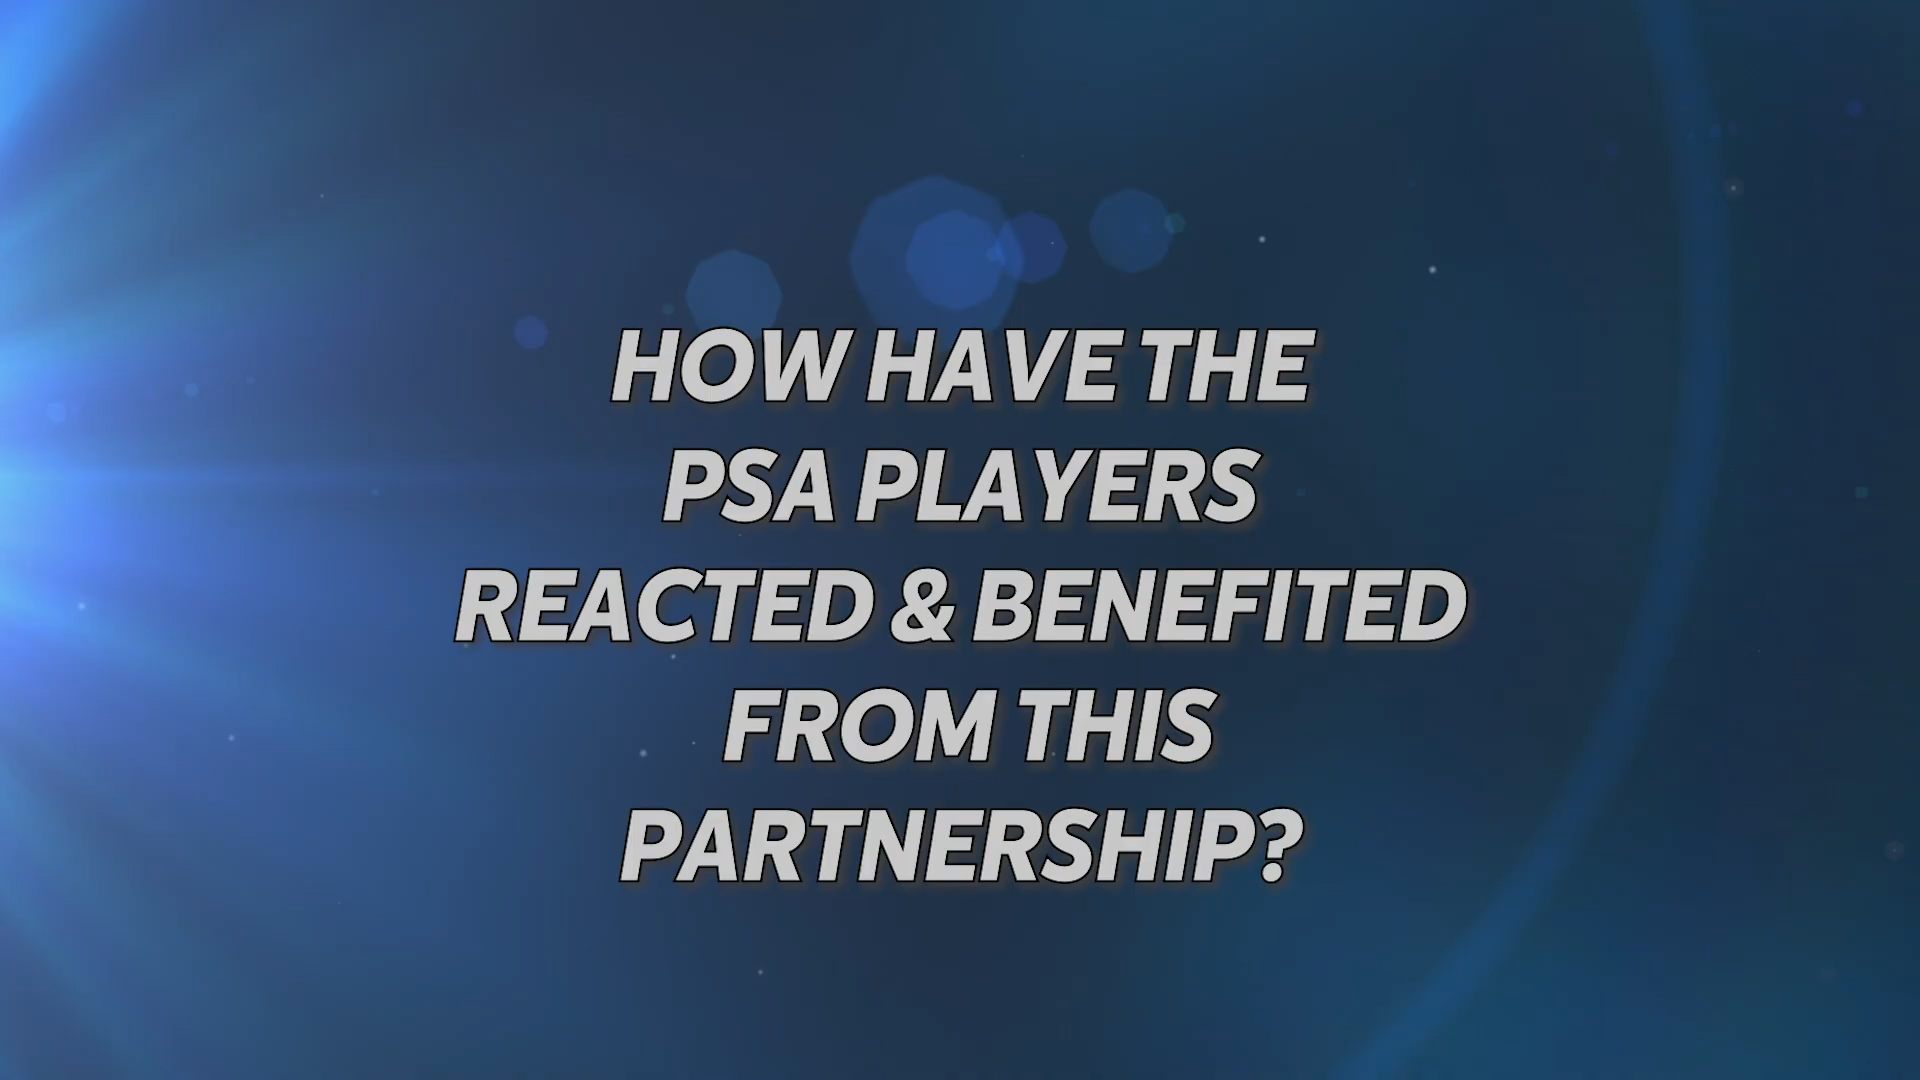 HOW HAVE THE
PSA PLAYERS
REACTED & BENEFITED
FROM THIS
PARTNERSHIP?